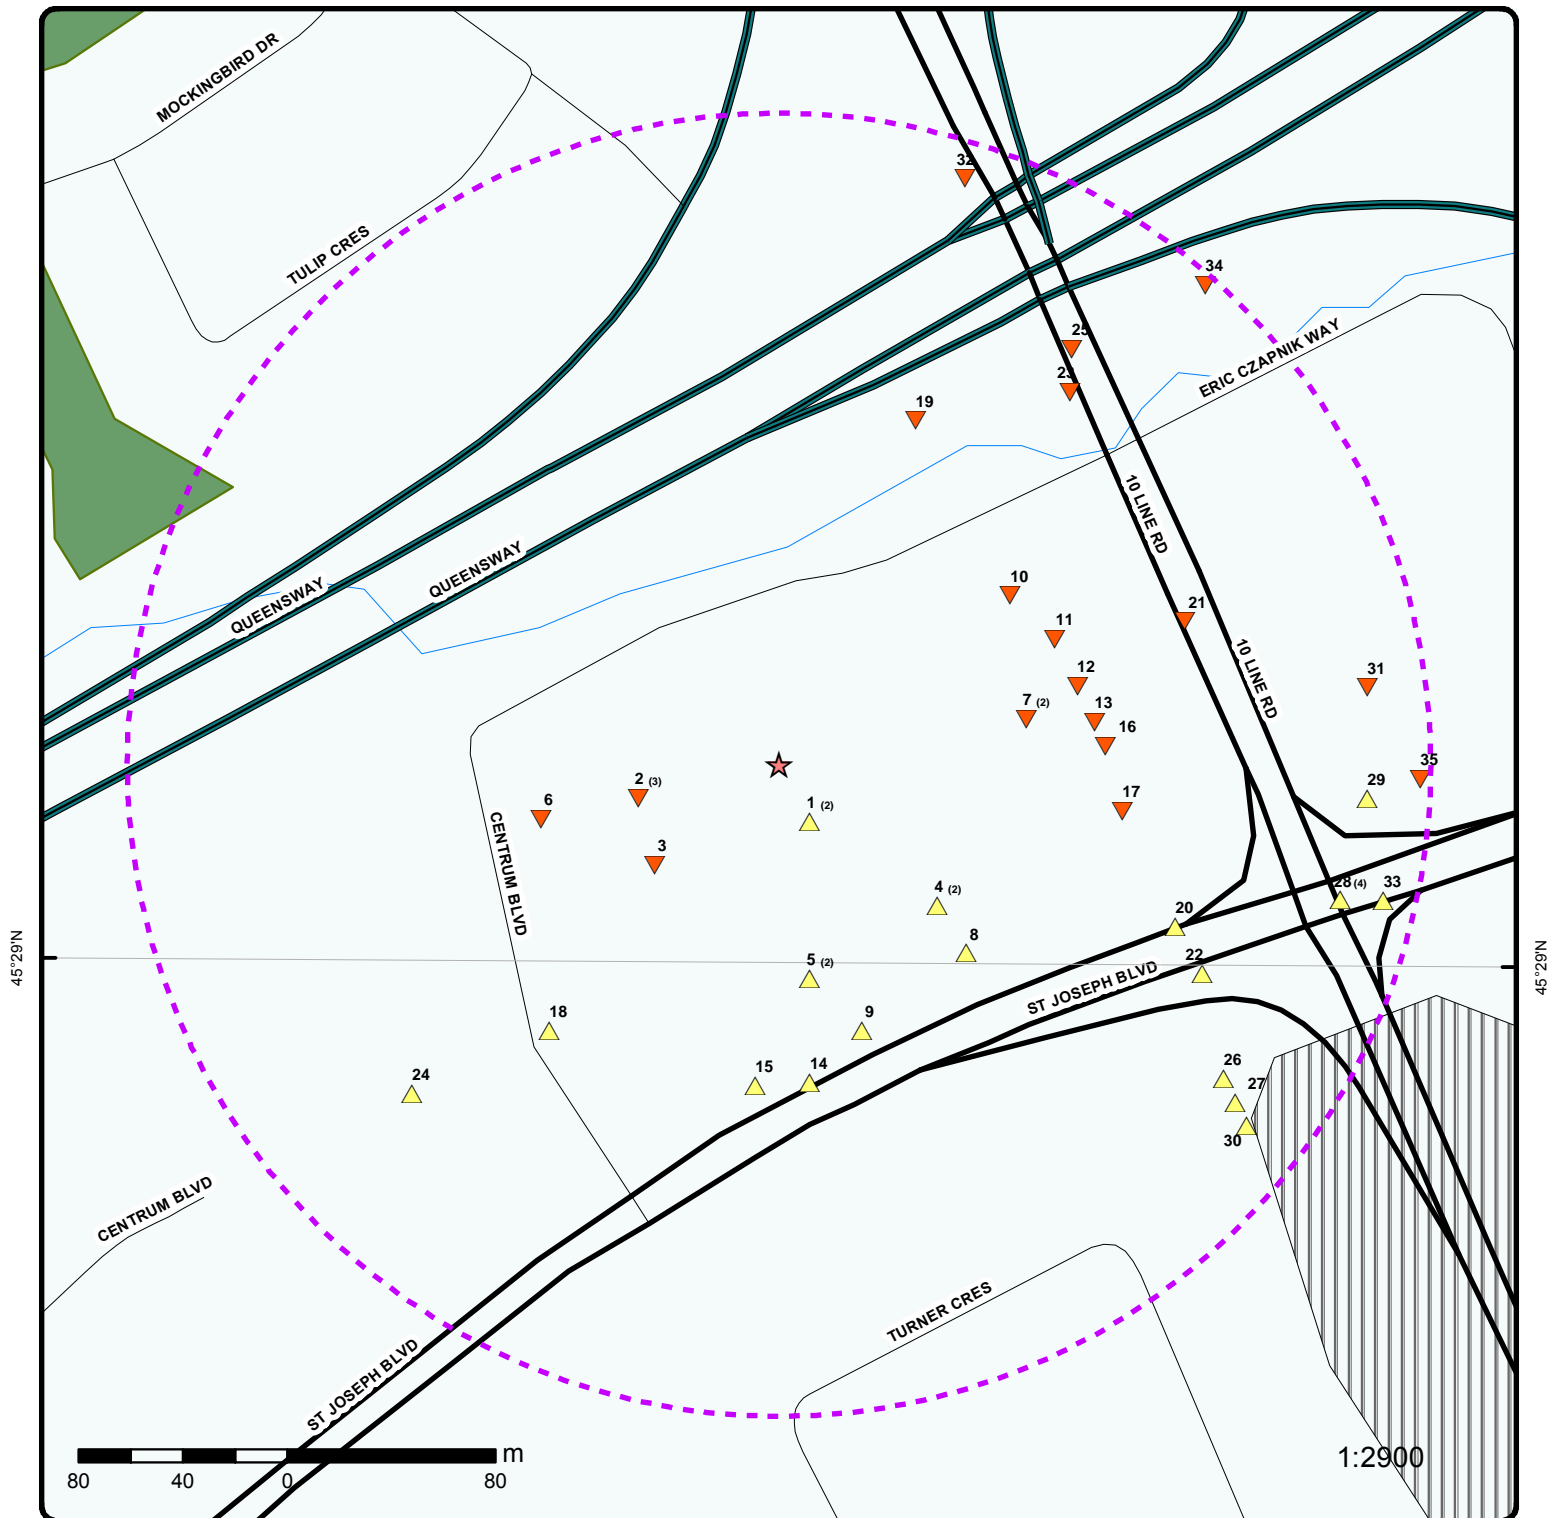 MOCKINGBIRD DR
32
TULIP CRES
34
25
ERIC CZAPNIK WAY
23
19
10 LINE RD
QUEENSWAY
10
QUEENSWAY
21
11
10 LINE RD
12
31
7 (2)
13
16
35
2 (3)
29
6
1 (2)
17
3
CENTRUM BLVD
4 (2)
28 (4)
33
20
8
45°29'N
5 (2)
22
45°29'N
ST JOSEPH BLVD
18
9
15
14
24
26
27
30
CENTRUM BLVD
TURNER CRES
ST JOSEPH BLVD
m
1:2900
80 40 0 80